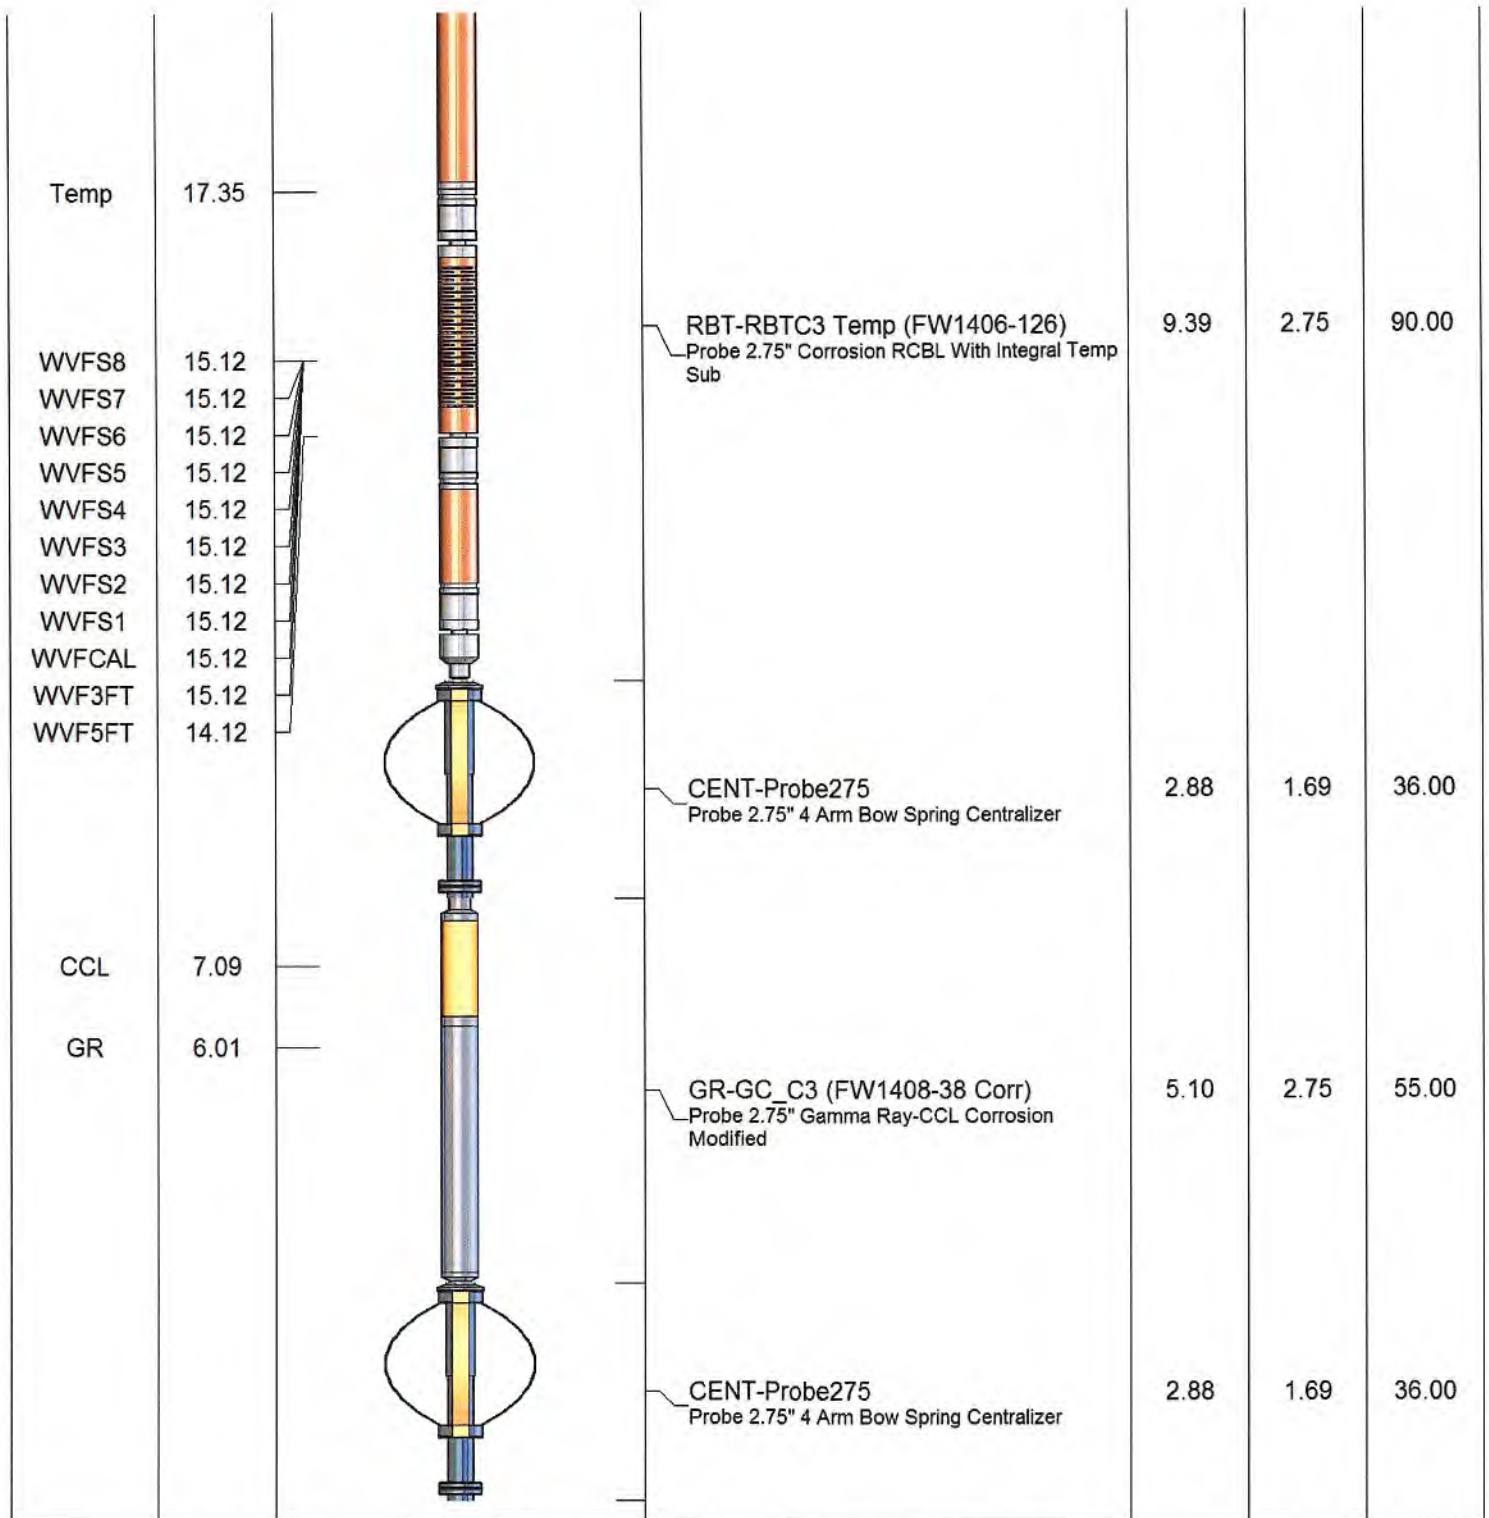 Temp 17.35
RBT-RBTC3 Temp (FW1406-126) 9.39 2.75 90.00
Probe 2.75" Corrosion RCBL With Integral Temp
Sub
WVFS8 15.12
WVFS7 15.12
WVFS6 15.12
WVFS5 15.12
WVFS4 15.12
WVFS3 15.12
WVFS2 15.12
WVFS1 15.12
WVFCAL 15.12
WVF3FT 15.12
WVF5FT 14.12
CENT-Probe275 2.88 1.69 36.00
Probe 2.75" 4 Arm Bow Spring Centralizer
CCL 7.09
GR 6.01
GR-GC_C3 (FW1408-38 Corr) 5.10 2.75 55.00
Probe 2.75" Gamma Ray-CCL Corrosion
Modified
CENT-Probe275 2.88 1.69 36.00
Probe 2.75" 4 Arm Bow Spring Centralizer